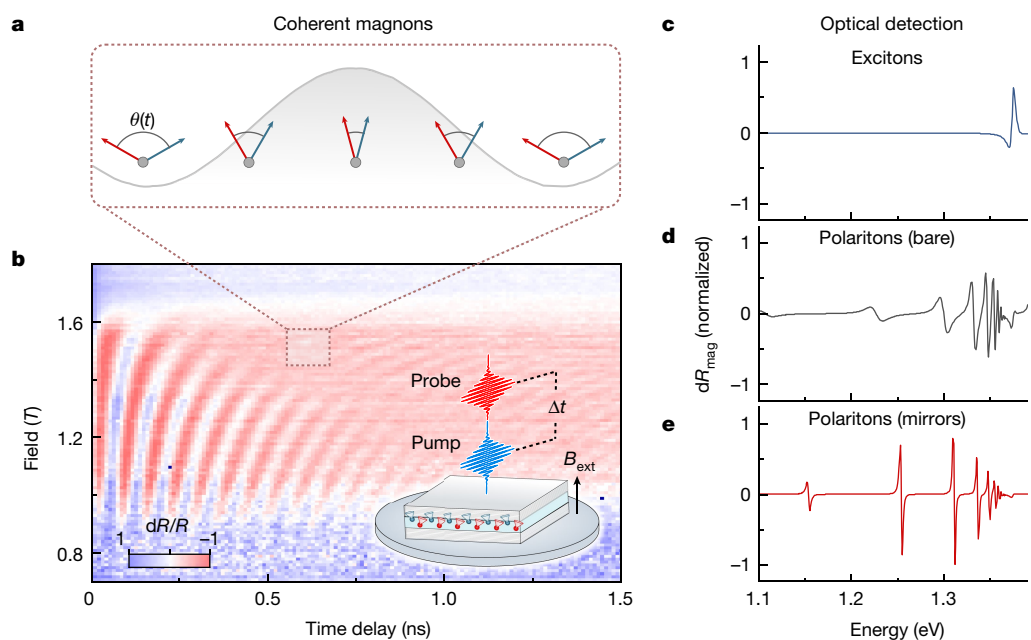 a
Coherent magnons
θ(t)
b
1.6
1.2
0.8
Field (T)
Probe
Pump
Δt
B_ext
dR/R
1 −1
0 0.5 1.0 1.5
Time delay (ns)
c
Optical detection
Excitons
1
0
−1
d
Polaritons (bare)
1
0
−1
dR_mag (normalized)
e
Polaritons (mirrors)
1
0
−1
1.1 1.2 1.3
Energy (eV)